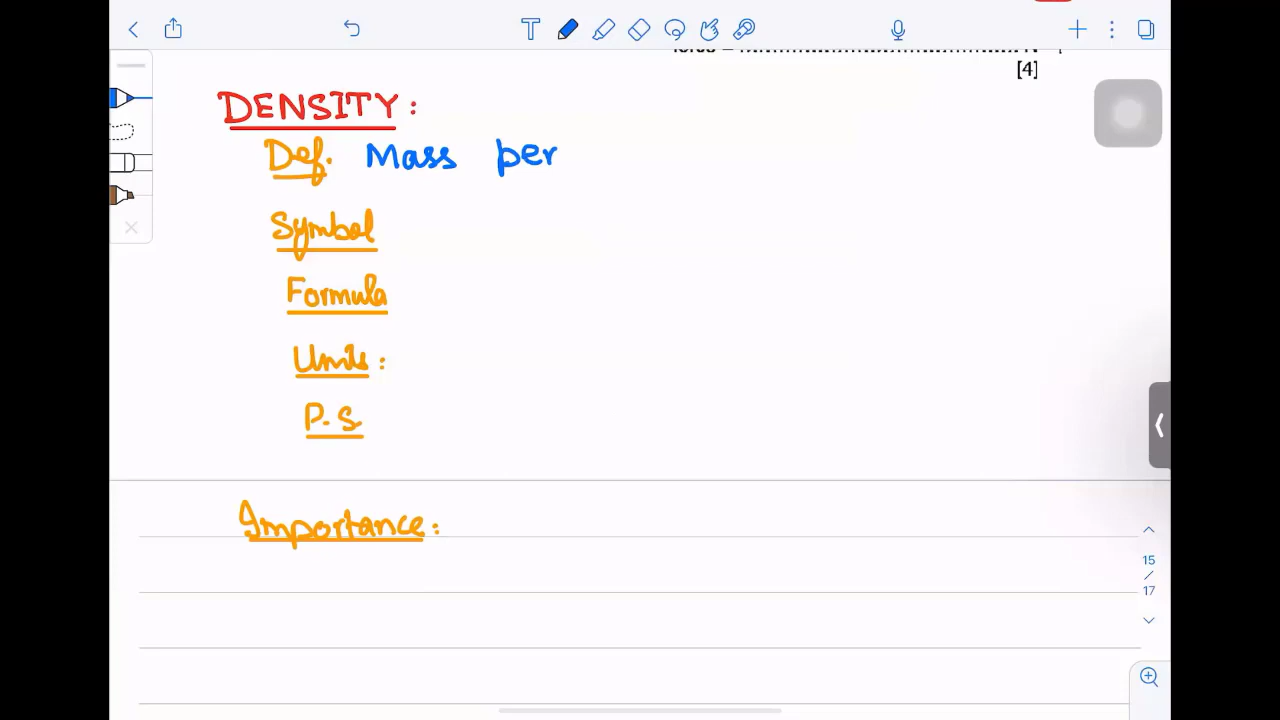 [4]
DENSITY:
Def. Mass per
Symbol
Formula
Units:
P.S.
Importance:
15
/
17